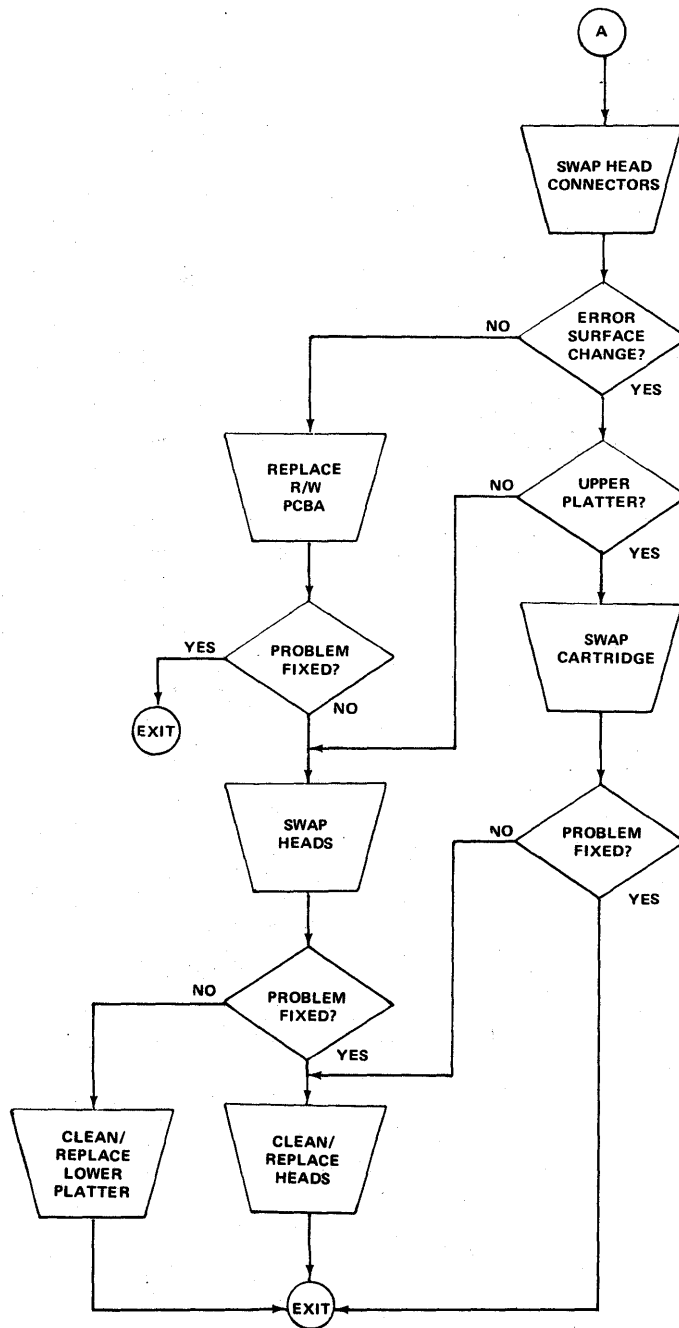 A
SWAP HEAD
CONNECTORS
ERROR
SURFACE
CHANGE?
NO
YES
REPLACE
R/W
PCBA
UPPER
PLATTER?
NO
YES
PROBLEM
FIXED?
YES
NO
EXIT
SWAP
CARTRIDGE
SWAP
HEADS
PROBLEM
FIXED?
NO
YES
PROBLEM
FIXED?
NO
YES
CLEAN/
REPLACE
LOWER
PLATTER
CLEAN/
REPLACE
HEADS
EXIT